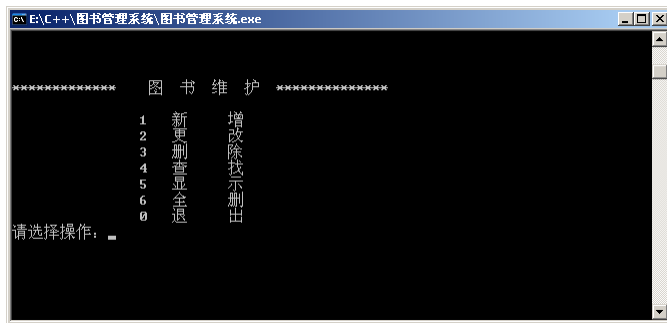 E:\C++\图书管理系统\图书管理系统.exe
************* 图 书 维 护 **************
1 新 增
2 更 改
3 删 除
4 查 找
5 显 示
6 全 删
0 退 出
请选择操作：